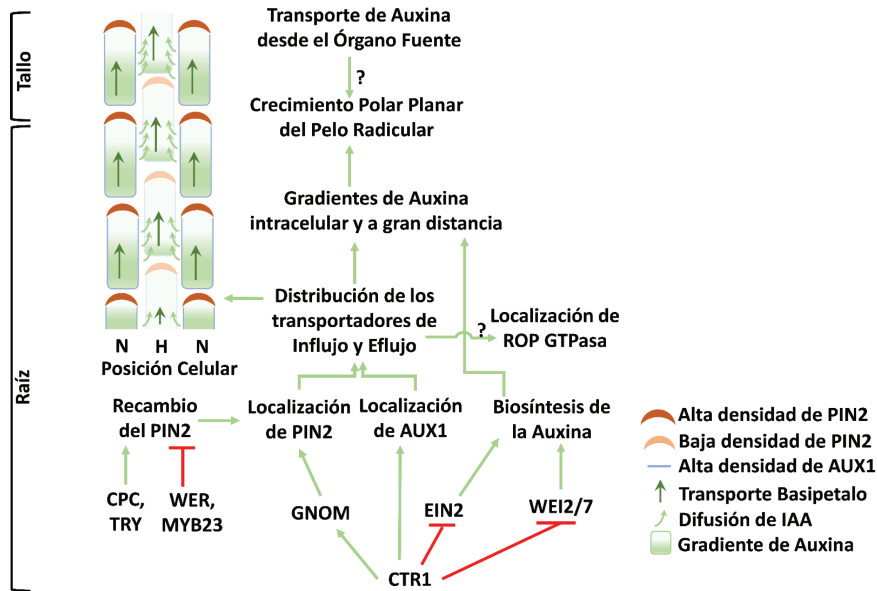 Tallo
Raíz
Transporte de Auxina
desde el Órgano Fuente
?
Crecimiento Polar Planar
del Pelo Radicular
Gradientes de Auxina
intracelular y a gran distancia
Distribución de los
transportadores de
Influjo y Eflujo
?
Localización de
ROP GTPasa
N H N
Posición Celular
Recambio
del PIN2
Localización
de PIN2
Localización
de AUX1
Biosíntesis de
la Auxina
CPC,
TRY
WER,
MYB23
GNOM
EIN2
WEI2/7
CTR1
Alta densidad de PIN2
Baja densidad de PIN2
Alta densidad de AUX1
Transporte Basipetalo
Difusión de IAA
Gradiente de Auxina